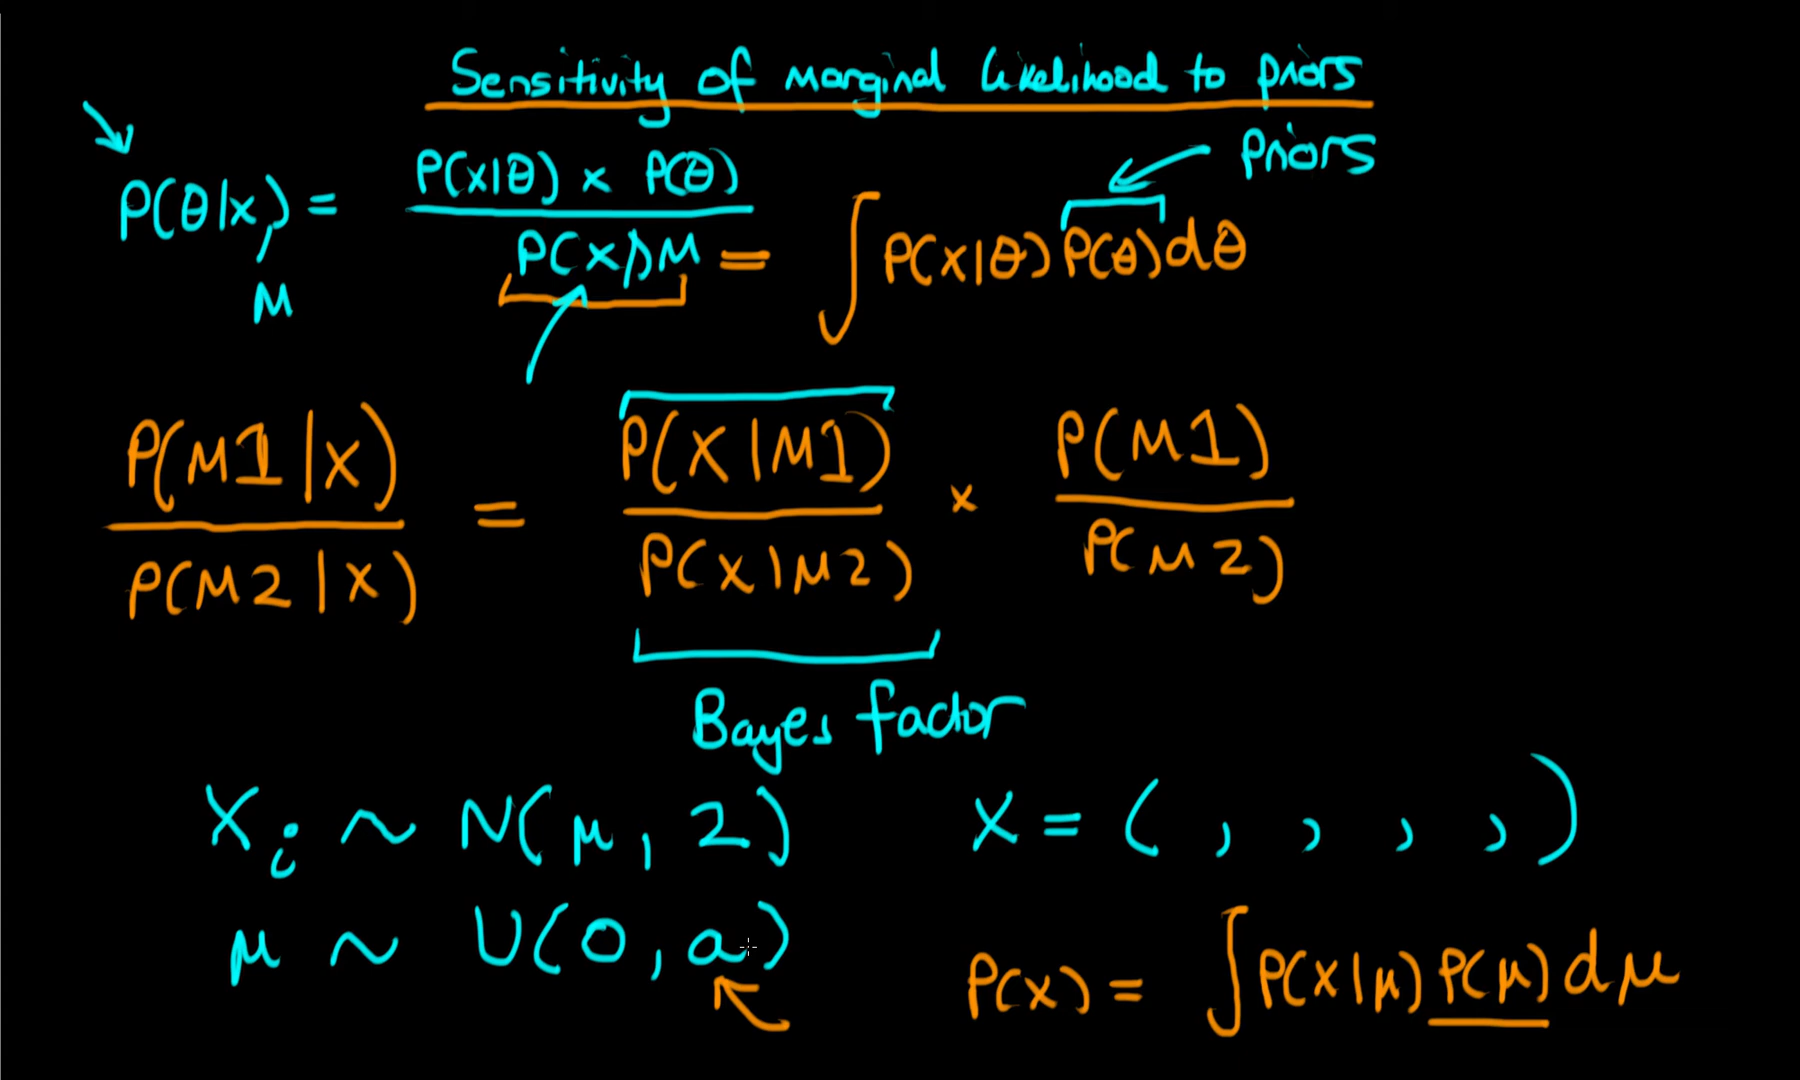 Sensitivity of marginal likelihood to priors
Priors
P(θ|x, M) = P(x|θ) × P(θ) / P(x)M = ∫ P(x|θ) P(θ) dθ
P(M1|x) / P(M2|x) = P(x|M1) / P(x|M2) × P(M1) / P(M2)
Bayes factor
Xi ~ N(μ, 2)
X = ( , , , , )
μ ~ U(0, a)
P(x) = ∫ P(x|μ) P(μ) dμ